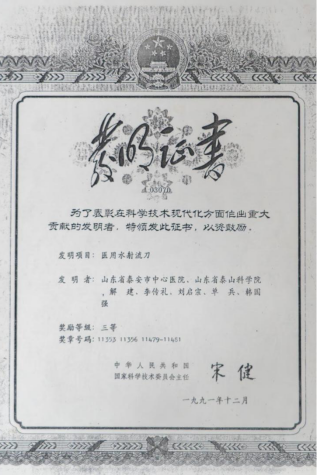 发明证书
为了表彰在科学技术现代化方面做出重大
贡献的发明者，特颁发此证书，以资鼓励。
发明项目：医用水射流刀
发 明 者：山东省泰安市中心医院、山东省泰山科学院
、解 建、李传礼、刘启宝、单 兵、韩国
强
奖励等级：三等
奖章号码：11353 11356 11479-11481
中华人民共和国
国家科学技术委员会主任
宋健
一九九一年十二月